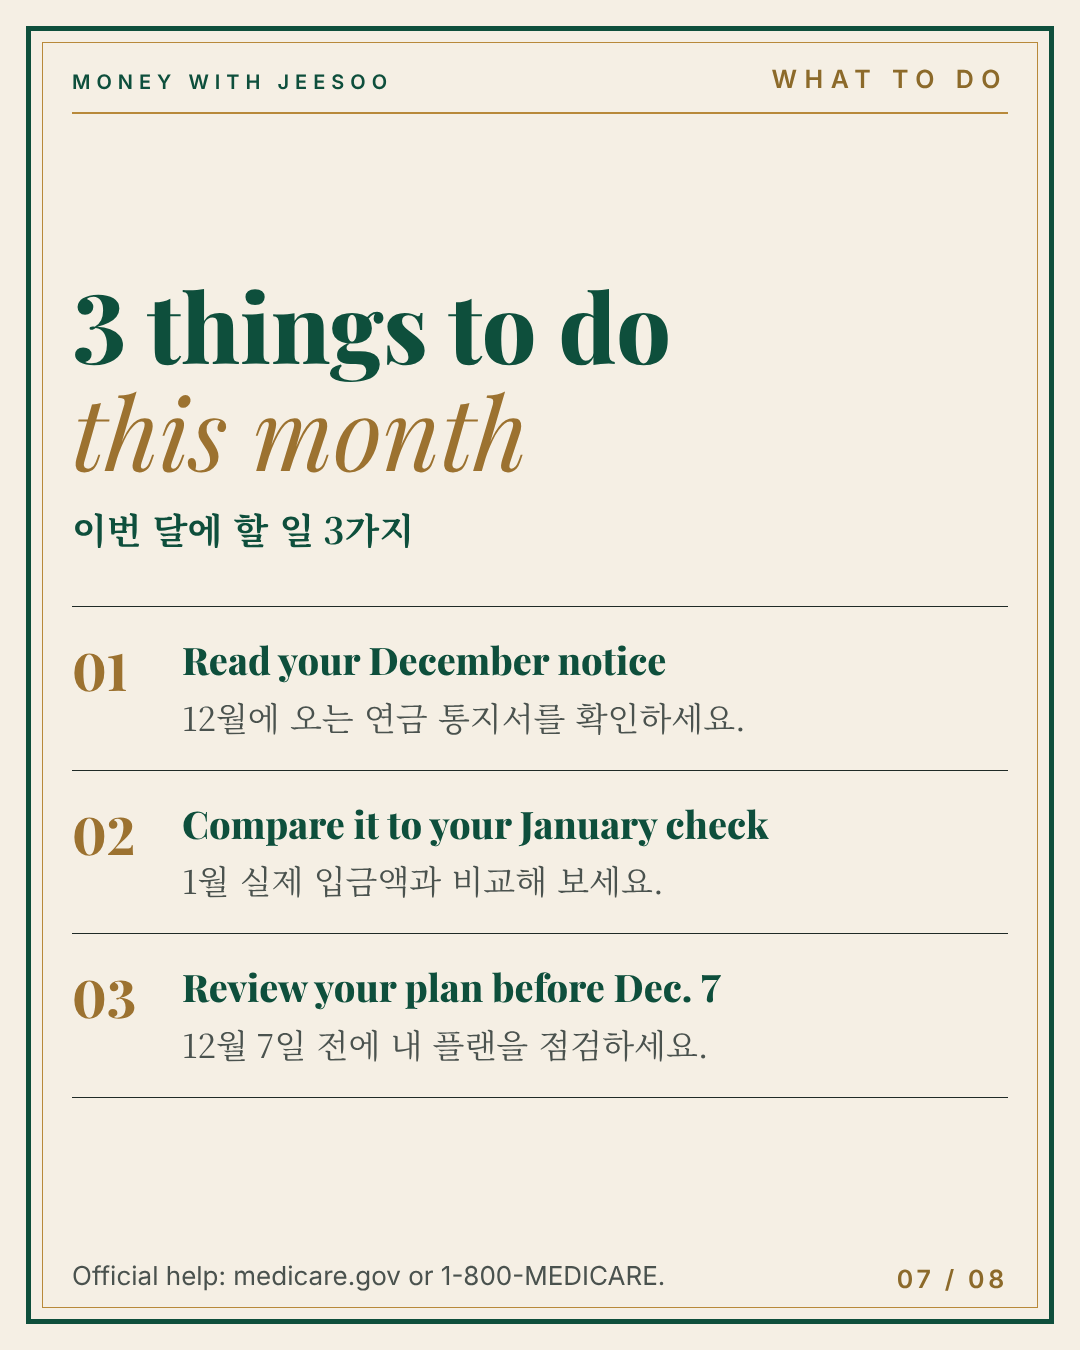 MONEY WITH JEESOO
WHAT TO DO
3 things to do
this month
이번 달에 할 일 3가지
01
Read your December notice
12월에 오는 연금 통지서를 확인하세요.
02
Compare it to your January check
1월 실제 입금액과 비교해 보세요.
03
Review your plan before Dec. 7
12월 7일 전에 내 플랜을 점검하세요.
Official help: medicare.gov or 1-800-MEDICARE.
07 / 08